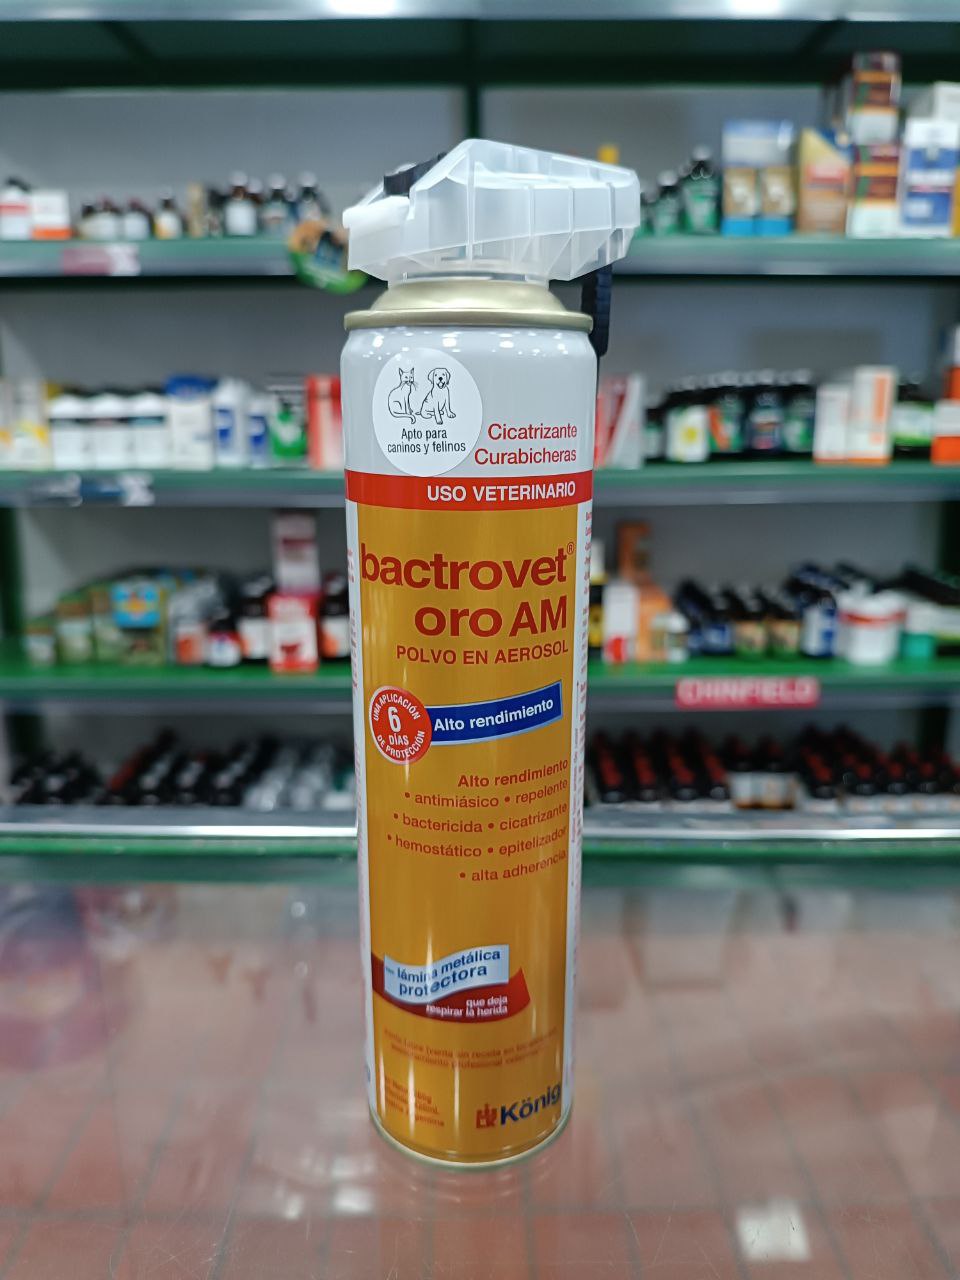 Apto para
caninos y felinos
Cicatrizante
Curabicheras
USO VETERINARIO
bactrovet®
oro AM
POLVO EN AEROSOL
UNA APLICACIÓN
6
DÍAS
DE PROTECCIÓN
Alto rendimiento
Alto rendimiento
• antimiásico • repelente
• bactericida • cicatrizante
• hemostático • epitelizador
• alta adherencia
lámina metálica
protectora
que deja
respirar la herida
König
CHINFIELD